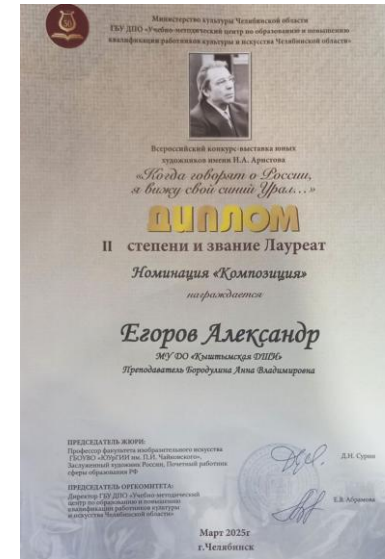 Министерство культуры Челябинской области
ГБУ ДПО «Учебно-методический центр по образованию и повышению
квалификации работников культуры и искусства Челябинской области»
Всероссийский конкурс-выставка юных
художников имени Н.А. Аристова
«Когда говорят о России,
я вижу свой синий Урал…»
ДИПЛОМ
II степени и звание Лауреат
Номинация «Композиция»
награждается
Егоров Александр
МУ ДО «Кыштымская ДШИ»
Преподаватель Бородулина Анна Владимировна
ПРЕДСЕДАТЕЛЬ ЖЮРИ:
Профессор факультета изобразительного искусства
ГБОУВО «ЮУрГИИ им. П.И. Чайковского»,
Заслуженный художник России, Почетный работник
сферы образования РФ
Д.Н. Сурин
ПРЕДСЕДАТЕЛЬ ОРГКОМИТЕТА:
Директор ГБУ ДПО «Учебно-методический
центр по образованию и повышению
квалификации работников культуры
и искусства Челябинской области»
Е.В. Абрамова
Март 2025г
г.Челябинск